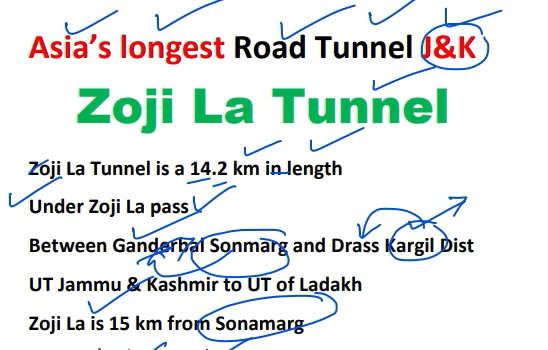 Asia's longest Road Tunnel J&K
Zoji La Tunnel
Zoji La Tunnel is a 14.2 km in length
Under Zoji La pass
Between Ganderbal Sonmarg and Drass Kargil Dist
UT Jammu & Kashmir to UT of Ladakh
Zoji La is 15 km from Sonamarg